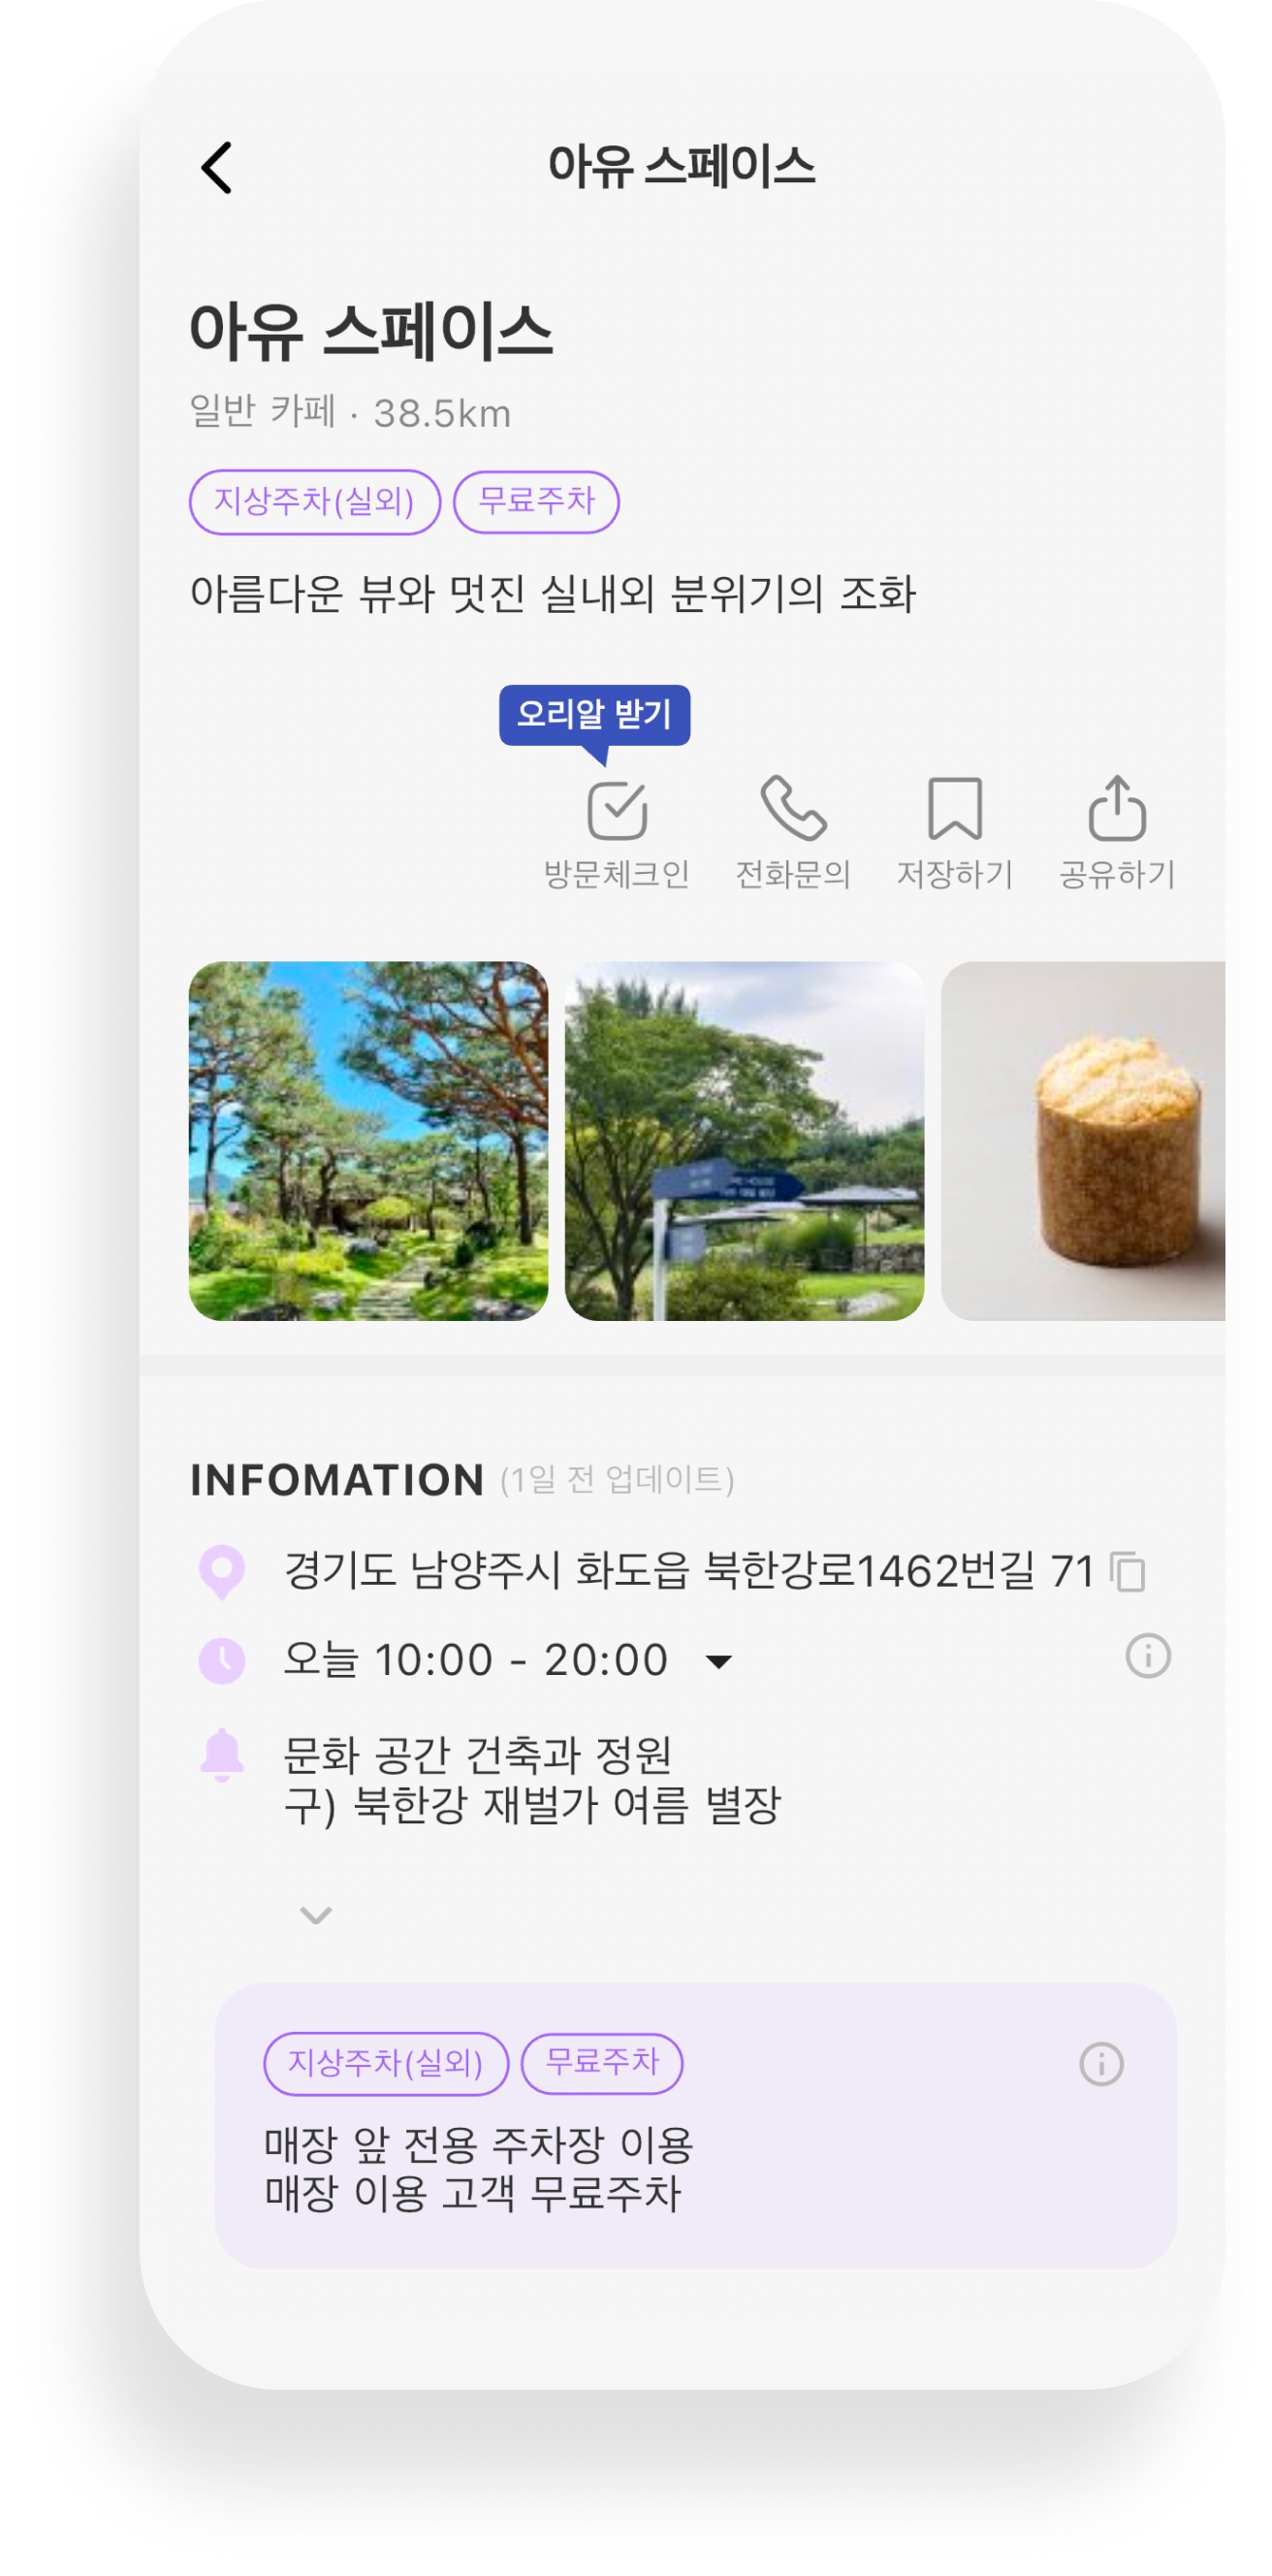 아유 스페이스
아유 스페이스
일반 카페 · 38.5km
지상주차(실외) 무료주차
아름다운 뷰와 멋진 실내외 분위기의 조화
오리알 받기
방문체크인 전화문의 저장하기 공유하기
INFOMATION (1일 전 업데이트)
경기도 남양주시 화도읍 북한강로1462번길 71
오늘 10:00 - 20:00
문화 공간 건축과 정원
구) 북한강 재벌가 여름 별장
지상주차(실외) 무료주차
매장 앞 전용 주차장 이용
매장 이용 고객 무료주차